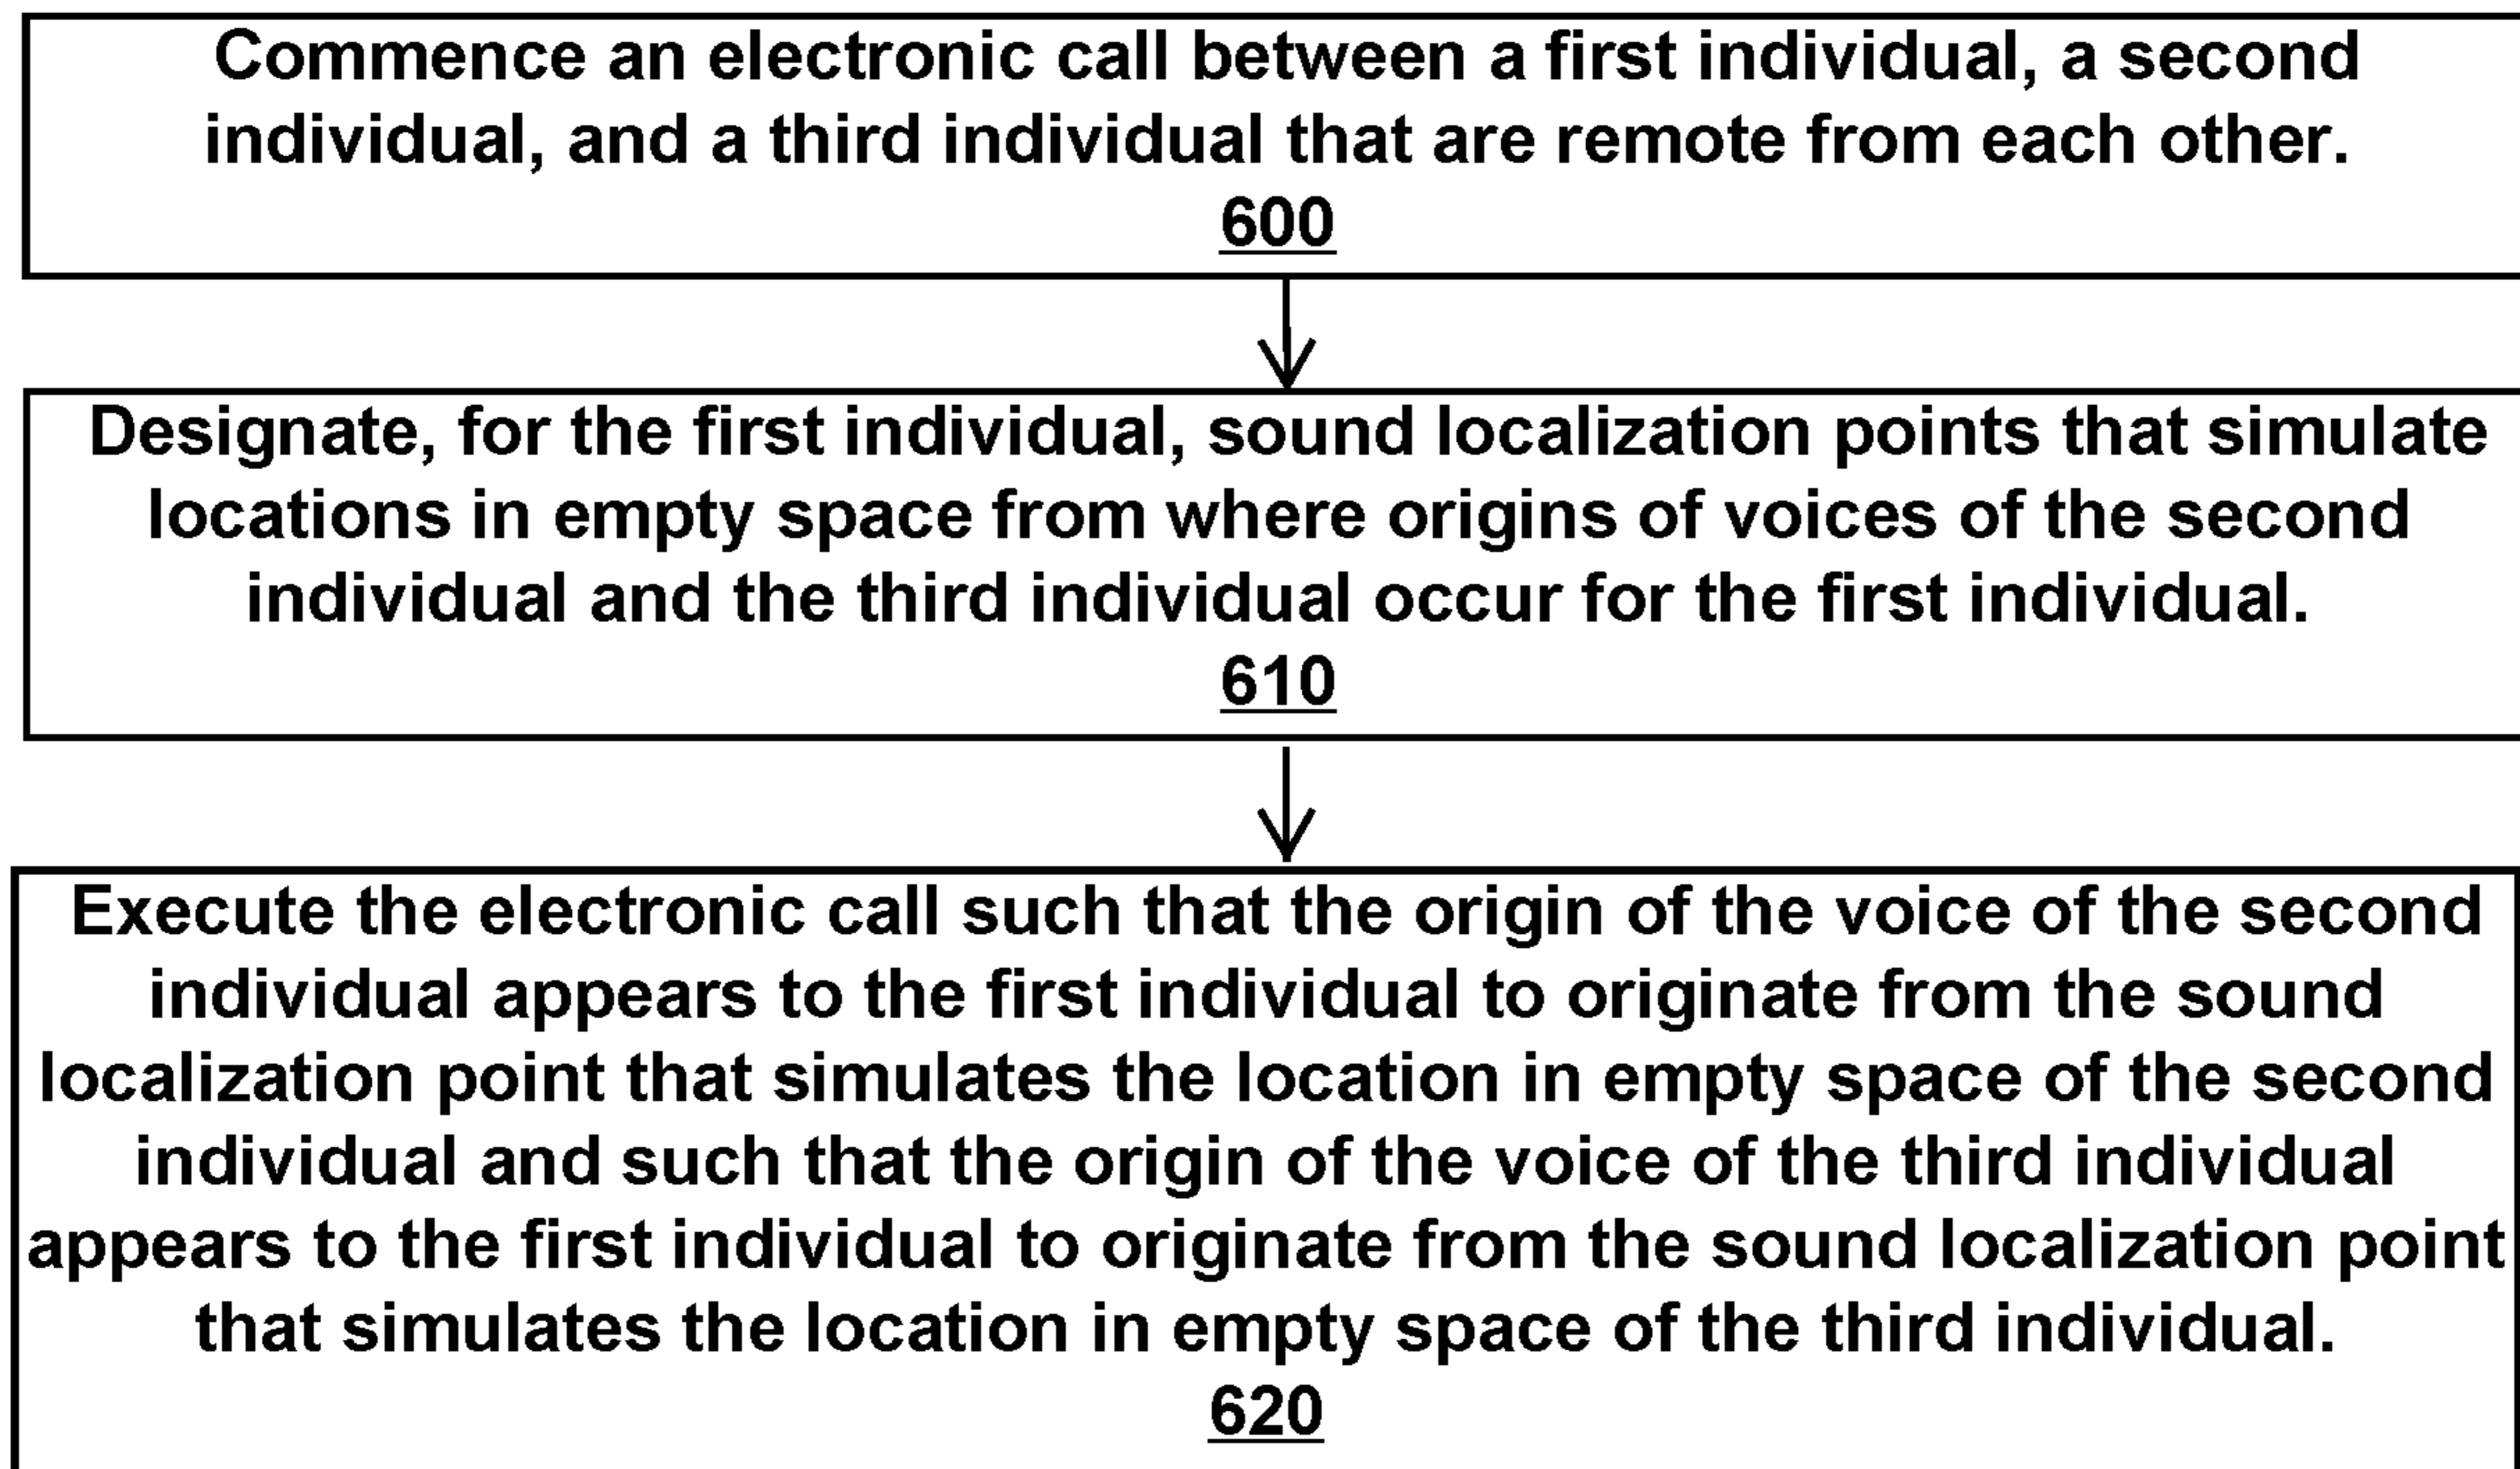 Commence an electronic call between a first individual, a second
individual, and a third individual that are remote from each other.
600
Designate, for the first individual, sound localization points that simulate
locations in empty space from where origins of voices of the second
individual and the third individual occur for the first individual.
610
Execute the electronic call such that the origin of the voice of the second
individual appears to the first individual to originate from the sound
localization point that simulates the location in empty space of the second
individual and such that the origin of the voice of the third individual
appears to the first individual to originate from the sound localization point
that simulates the location in empty space of the third individual.
620